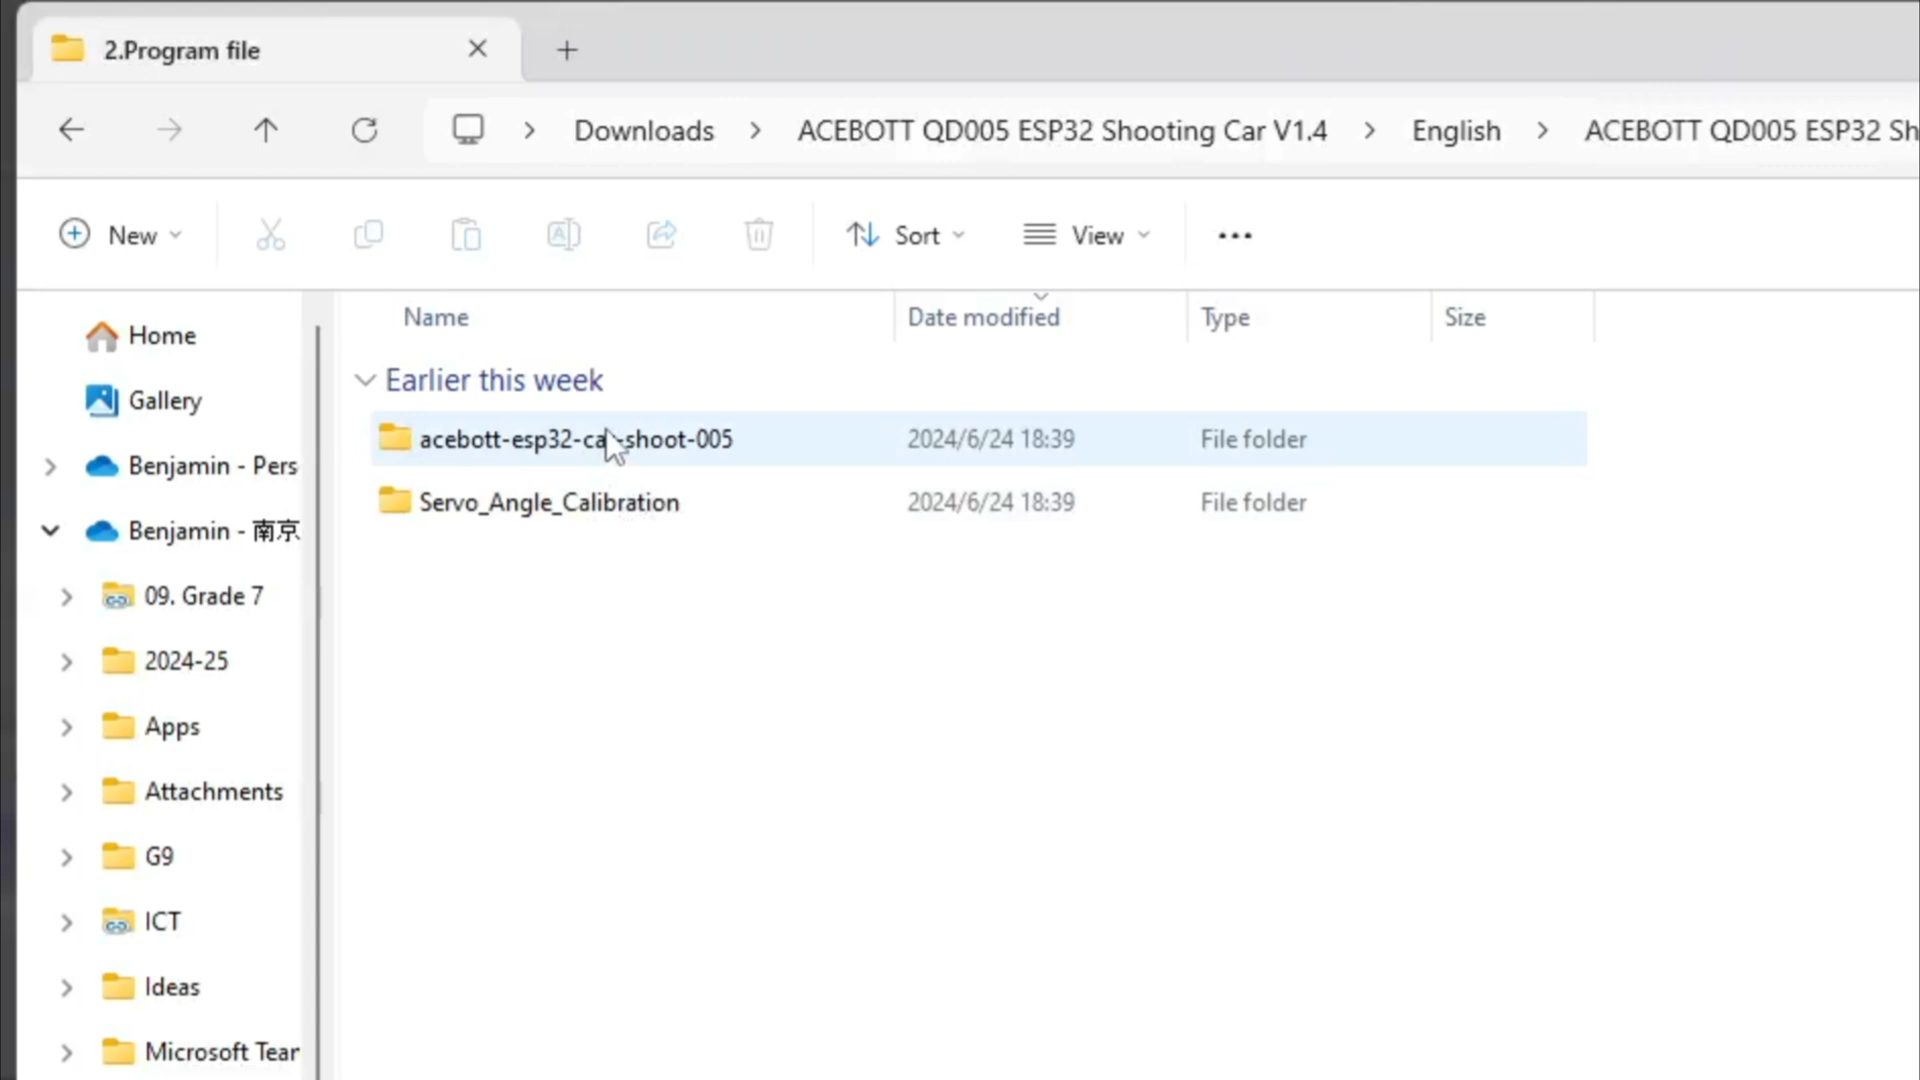 2.Program file
Downloads > ACEBOTT QD005 ESP32 Shooting Car V1.4 > English > ACEBOTT QD005 ESP32 Sh
New
Sort
View
Name Date modified Type Size
Earlier this week
acebott-esp32-car-shoot-005 2024/6/24 18:39 File folder
Servo_Angle_Calibration 2024/6/24 18:39 File folder
Home
Gallery
Benjamin - Pers
Benjamin - 南京
09. Grade 7
2024-25
Apps
Attachments
G9
ICT
Ideas
Microsoft Tear